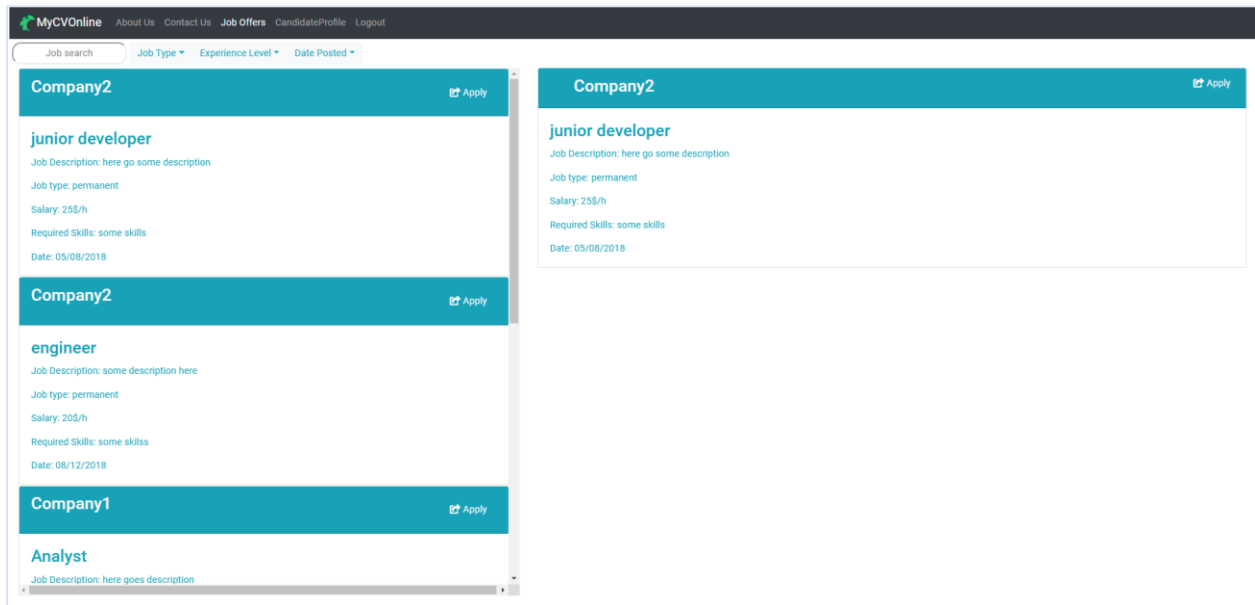 MyCVOnline About Us Contact Us Job Offers CandidateProfile Logout
Job search Job Type Experience Level Date Posted
Company2
Apply
junior developer
Job Description: here go some description
Job type: permanent
Salary: 25$/h
Required Skills: some skills
Date: 05/08/2018
Company2
Apply
engineer
Job Description: some description here
Job type: permanent
Salary: 20$/h
Required Skills: some skilss
Date: 08/12/2018
Company1
Apply
Analyst
Job Description: here goes description
Company2
Apply
junior developer
Job Description: here go some description
Job type: permanent
Salary: 25$/h
Required Skills: some skills
Date: 05/08/2018